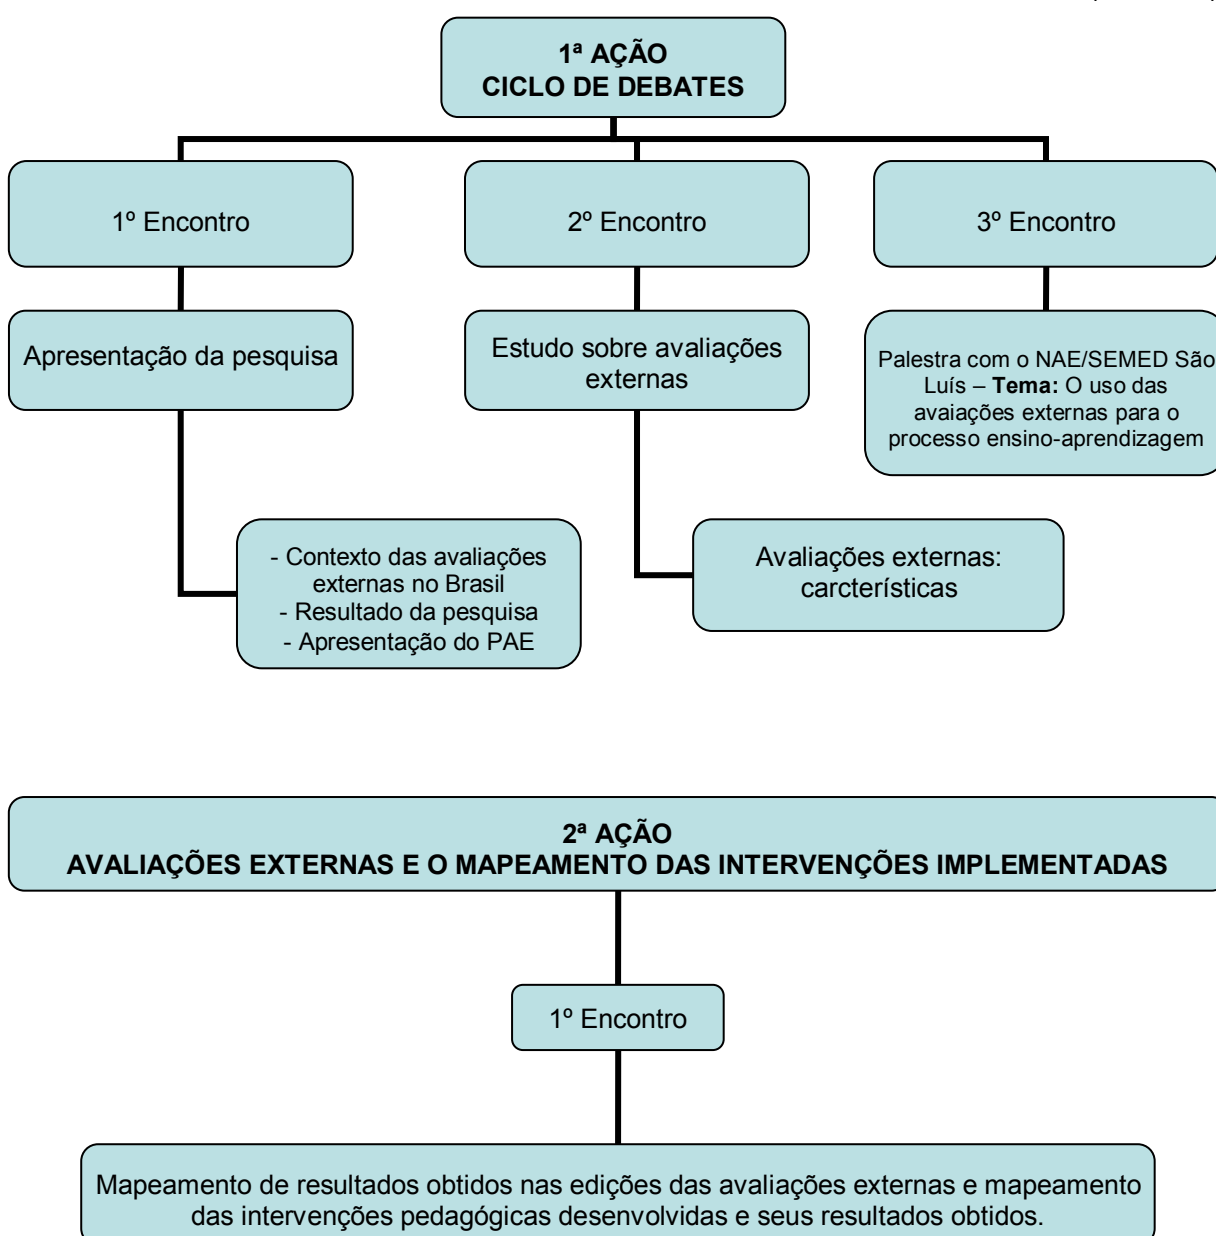 1ª AÇÃO
CICLO DE DEBATES
1º Encontro
2º Encontro
3º Encontro
Apresentação da pesquisa
Estudo sobre avaliações
externas
Palestra com o NAE/SEMED São
Luís – Tema: O uso das
avaiações externas para o
processo ensino-aprendizagem
- Contexto das avaliações
externas no Brasil
- Resultado da pesquisa
- Apresentação do PAE
Avaliações externas:
carcterísticas
2ª AÇÃO
AVALIAÇÕES EXTERNAS E O MAPEAMENTO DAS INTERVENÇÕES IMPLEMENTADAS
1º Encontro
Mapeamento de resultados obtidos nas edições das avaliações externas e mapeamento
das intervenções pedagógicas desenvolvidas e seus resultados obtidos.